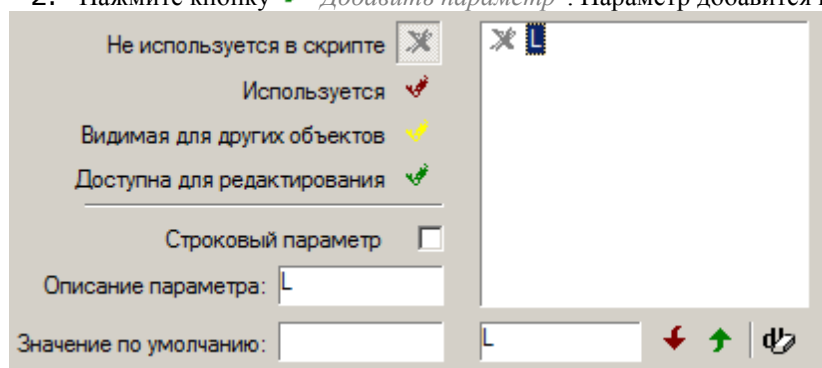 2. Нажмите кнопку "Добавить параметр". Параметр добавится
Не используется в скрипте
L
Используется
Видимая для других объектов
Доступна для редактирования
Строковый параметр
Описание параметра: L
Значение по умолчанию:
L